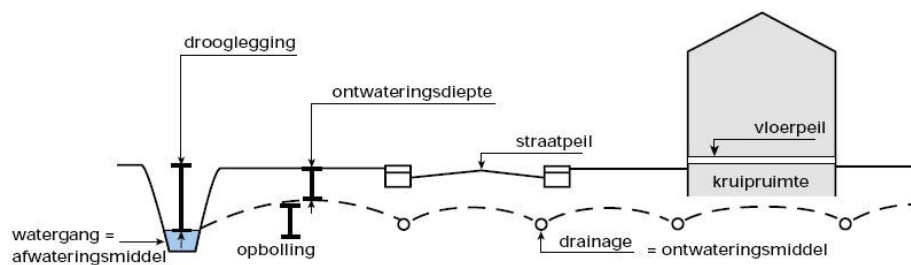 drooglegging
ontwateringsdiepte
straatpeil
vloerpeil
kruipruimte
watergang =
afwateringsmiddel
opbolling
drainage = ontwateringsmiddel